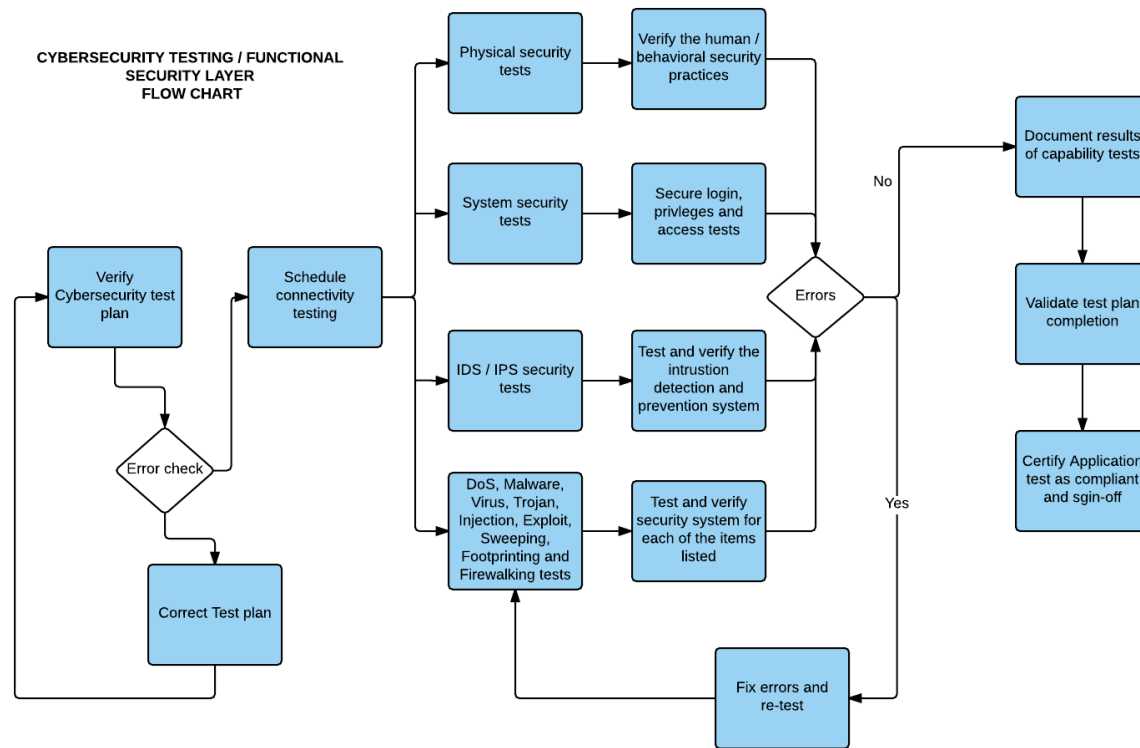 CYBERSECURITY TESTING / FUNCTIONAL
SECURITY LAYER
FLOW CHART
Verify
Cybersecurity test
plan
Error check
Correct Test plan
Schedule
connectivity
testing
Physical security
tests
Verify the human /
behavioral security
practices
System security
tests
Secure login,
privleges and
access tests
IDS / IPS security
tests
Test and verify the
intrustion
detection and
prevention system
DoS, Malware,
Virus, Trojan,
Injection, Exploit,
Sweeping,
Footprinting and
Firewalking tests
Test and verify
security system for
each of the items
listed
Errors
No
Yes
Fix errors and
re-test
Document results
of capability tests
Validate test plan
completion
Certify Application
test as compliant
and sgin-off